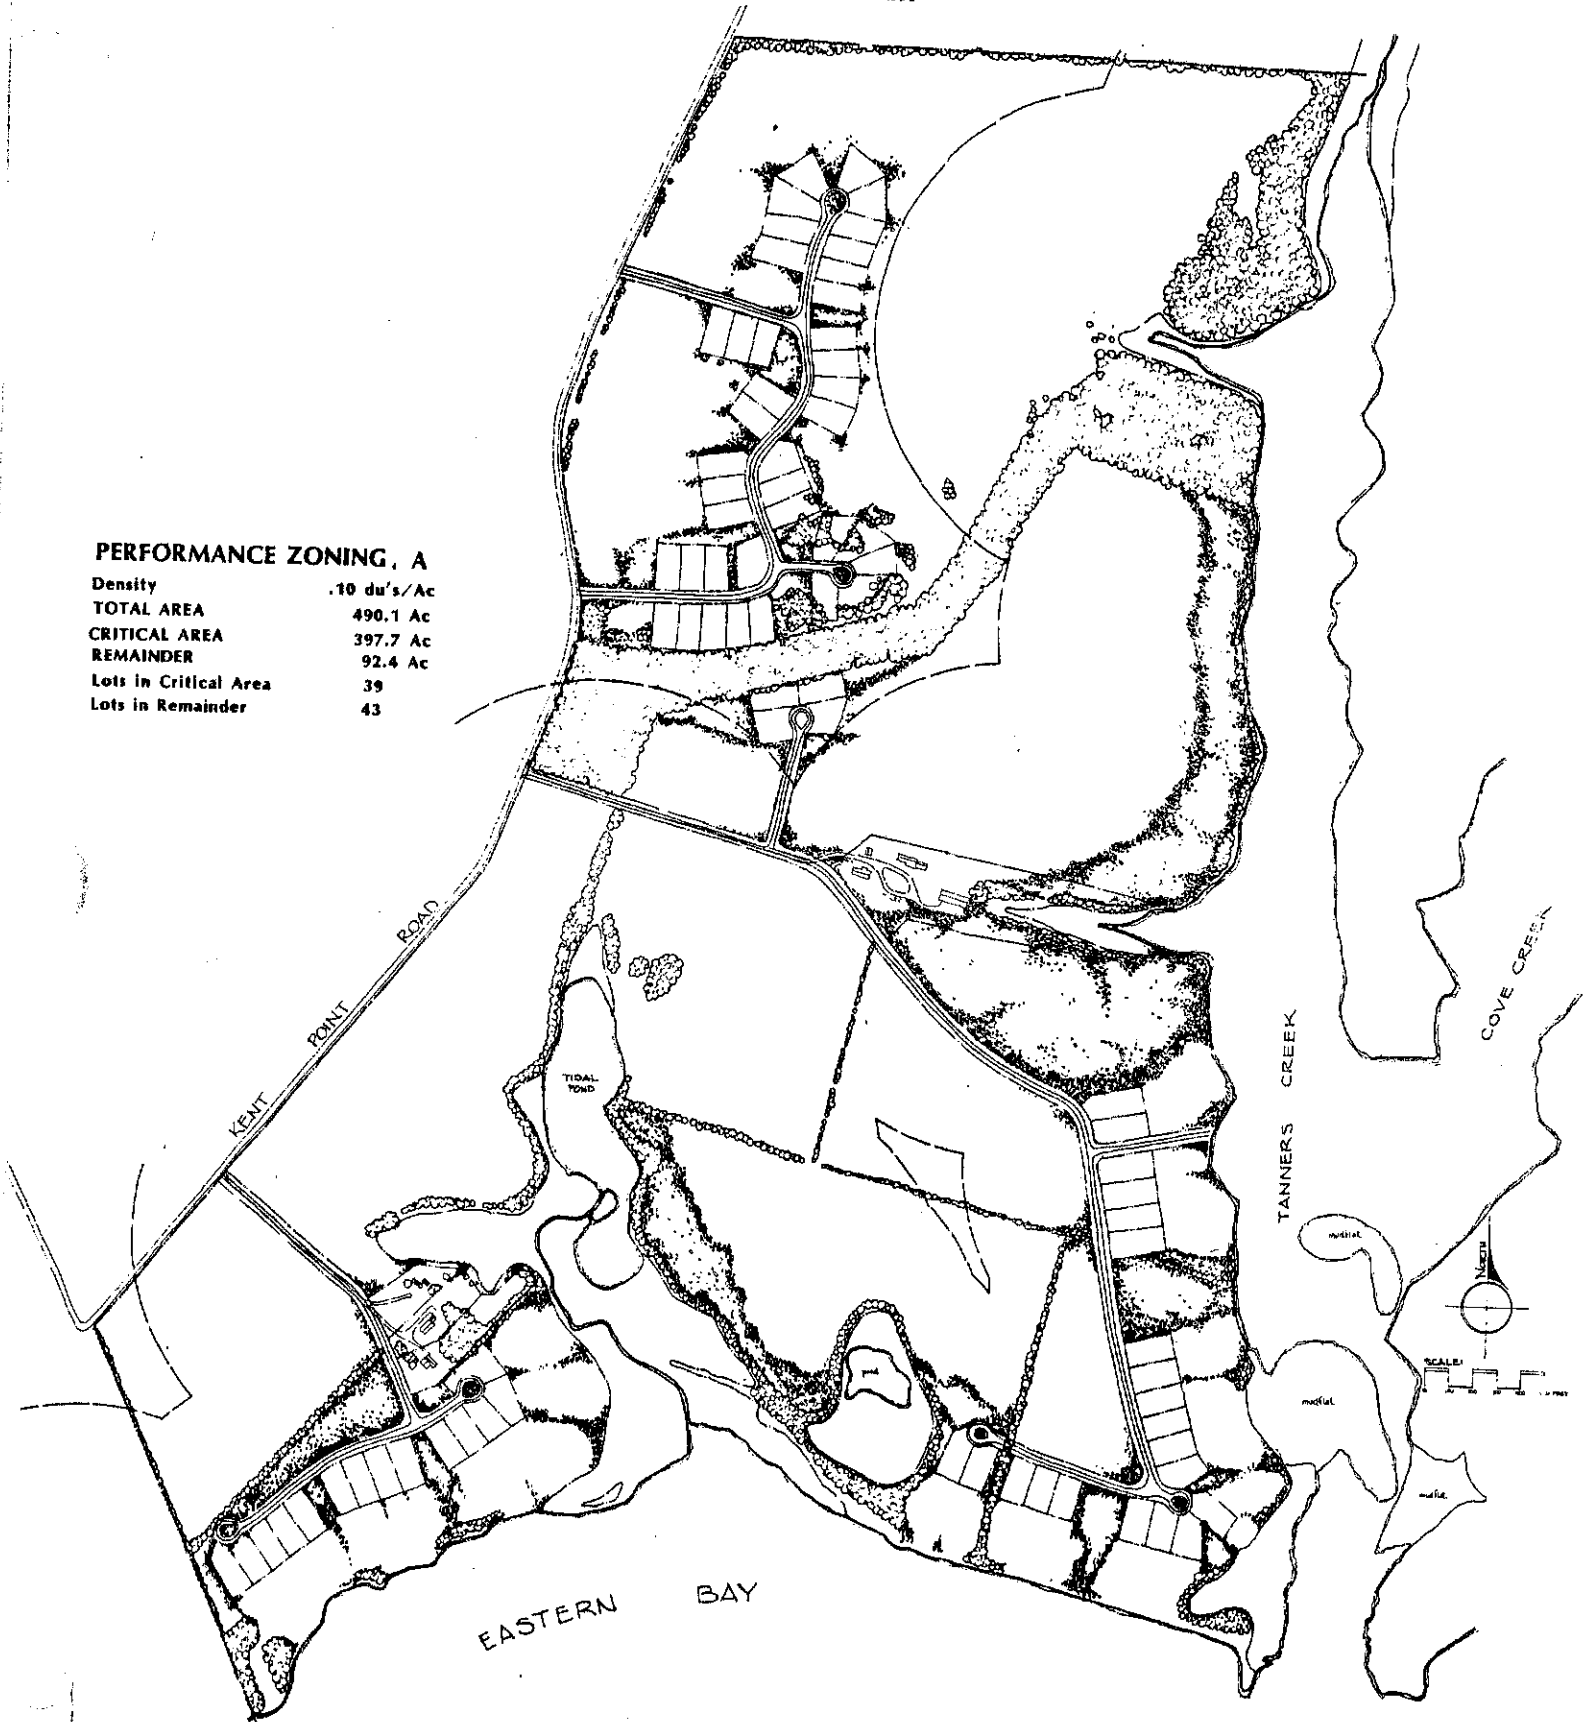 PERFORMANCE ZONING, A
Density .10 du's/Ac
TOTAL AREA 490.1 Ac
CRITICAL AREA 397.7 Ac
REMAINDER 92.4 Ac
Lots in Critical Area 39
Lots in Remainder 43
KENT POINT ROAD
TIDAL
POND
COVE CREEK
TANNERS CREEK
mudflat
NORTH
SCALE:
mudflat
pond
EASTERN BAY